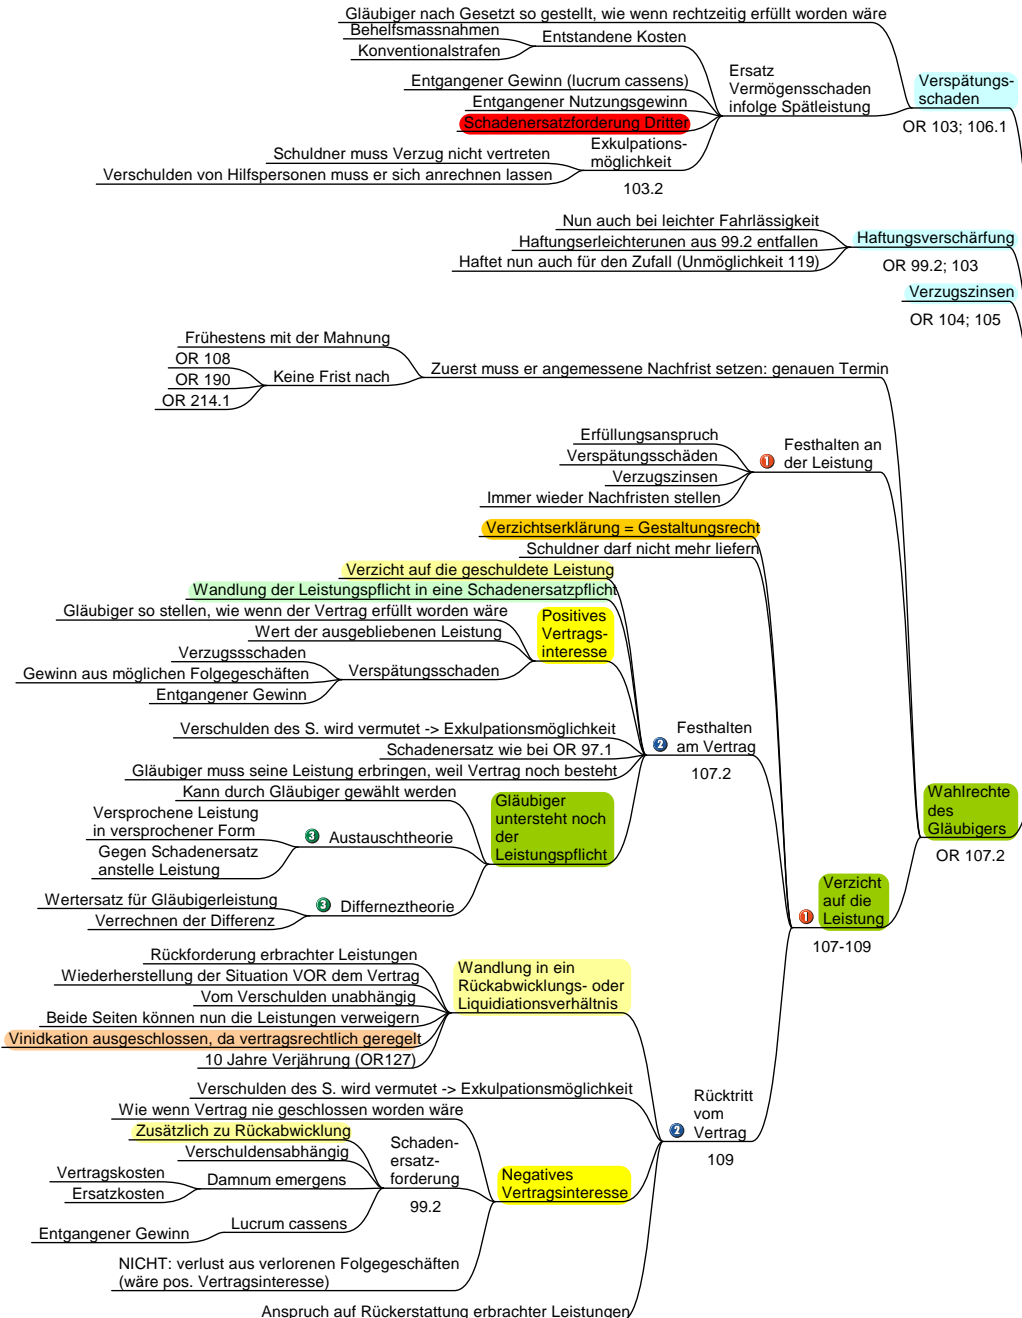 Gläubiger nach Gesetzt so gestellt, wie wenn rechtzeitig erfüllt worden wäre
Behelfsmassnahmen
Konventionalstrafen
Entstandene Kosten
Entgangener Gewinn (lucrum cassens)
Entgangener Nutzungsgewinn
Schadenersatzforderung Dritter
Schuldner muss Verzug nicht vertreten
Verschulden von Hilfspersonen muss er sich anrechnen lassen
Exkulpations-
möglichkeit
103.2
Ersatz
Vermögensschaden
infolge Spätleistung
Verspätungs-
schaden
OR 103; 106.1
Nun auch bei leichter Fahrlässigkeit
Haftungserleichterunen aus 99.2 entfallen
Haftet nun auch für den Zufall (Unmöglichkeit 119)
Haftungsverschärfung
OR 99.2; 103
Verzugszinsen
OR 104; 105
Frühestens mit der Mahnung
OR 108
OR 190
OR 214.1
Keine Frist nach
Zuerst muss er angemessene Nachfrist setzen: genauen Termin
Erfüllungsanspruch
Verspätungsschäden
Verzugszinsen
Immer wieder Nachfristen stellen
1 Festhalten an
der Leistung
Verzichtserklärung = Gestaltungsrecht
Schuldner darf nicht mehr liefern
Verzicht auf die geschuldete Leistung
Wandlung der Leistungspflicht in eine Schadenersatzpflicht
Gläubiger so stellen, wie wenn der Vertrag erfüllt worden wäre
Wert der ausgebliebenen Leistung
Verzugssschaden
Gewinn aus möglichen Folgegeschäften
Entgangener Gewinn
Verspätungsschaden
Positives
Vertrags-
interesse
Verschulden des S. wird vermutet -> Exkulpationsmöglichkeit
Schadenersatz wie bei OR 97.1
Gläubiger muss seine Leistung erbringen, weil Vertrag noch besteht
Kann durch Gläubiger gewählt werden
Versprochene Leistung
in versprochener Form
Gegen Schadenersatz
anstelle Leistung
3 Austauschtheorie
Wertersatz für Gläubigerleistung
Verrechnen der Differenz
3 Differneztheorie
Gläubiger
untersteht noch
der
Leistungspflicht
2 Festhalten
am Vertrag
107.2
Wahlrechte
des
Gläubigers
OR 107.2
1 Verzicht
auf die
Leistung
107-109
Rückforderung erbrachter Leistungen
Wiederherstellung der Situation VOR dem Vertrag
Vom Verschulden unabhängig
Beide Seiten können nun die Leistungen verweigern
Vinidkation ausgeschlossen, da vertragsrechtlich geregelt
10 Jahre Verjährung (OR127)
Wandlung in ein
Rückabwicklungs- oder
Liquidiationsverhältnis
Verschulden des S. wird vermutet -> Exkulpationsmöglichkeit
Wie wenn Vertrag nie geschlossen worden wäre
Zusätzlich zu Rückabwicklung
Verschuldensabhängig
Vertragskosten
Ersatzkosten
Damnum emergens
Entgangener Gewinn
Lucrum cassens
Schaden-
ersatz-
forderung
99.2
NICHT: verlust aus verlorenen Folgegeschäften
(wäre pos. Vertragsinteresse)
Negatives
Vertragsinteresse
Anspruch auf Rückerstattung erbrachter Leistungen
2 Rücktritt
vom
Vertrag
109